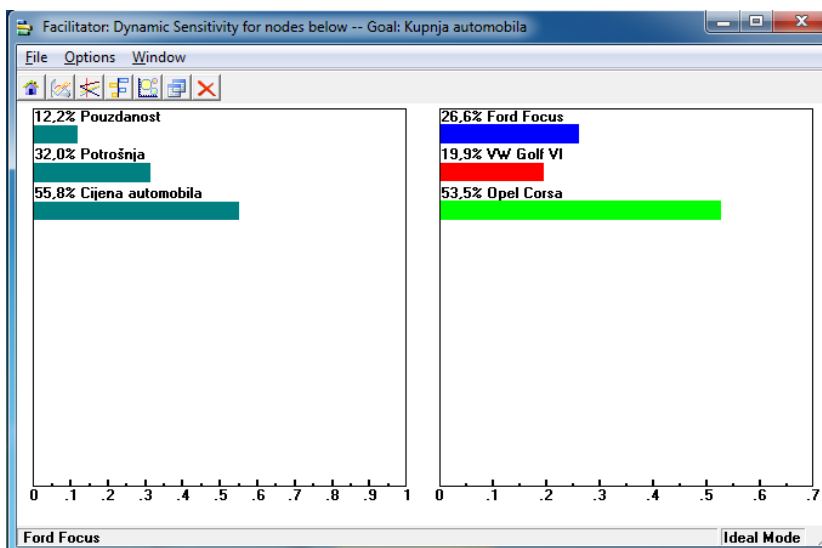 Facilitator: Dynamic Sensitivity for nodes below -- Goal: Kupnja automobila
File Options Window
12,2% Pouzdanost
32,0% Potrošnja
55,8% Cijena automobila
0 .1 .2 .3 .4 .5 .6 .7 .8 .9 1
26,6% Ford Focus
19,9% VW Golf VI
53,5% Opel Corsa
0 .1 .2 .3 .4 .5 .6 .7
Ford Focus
Ideal Mode